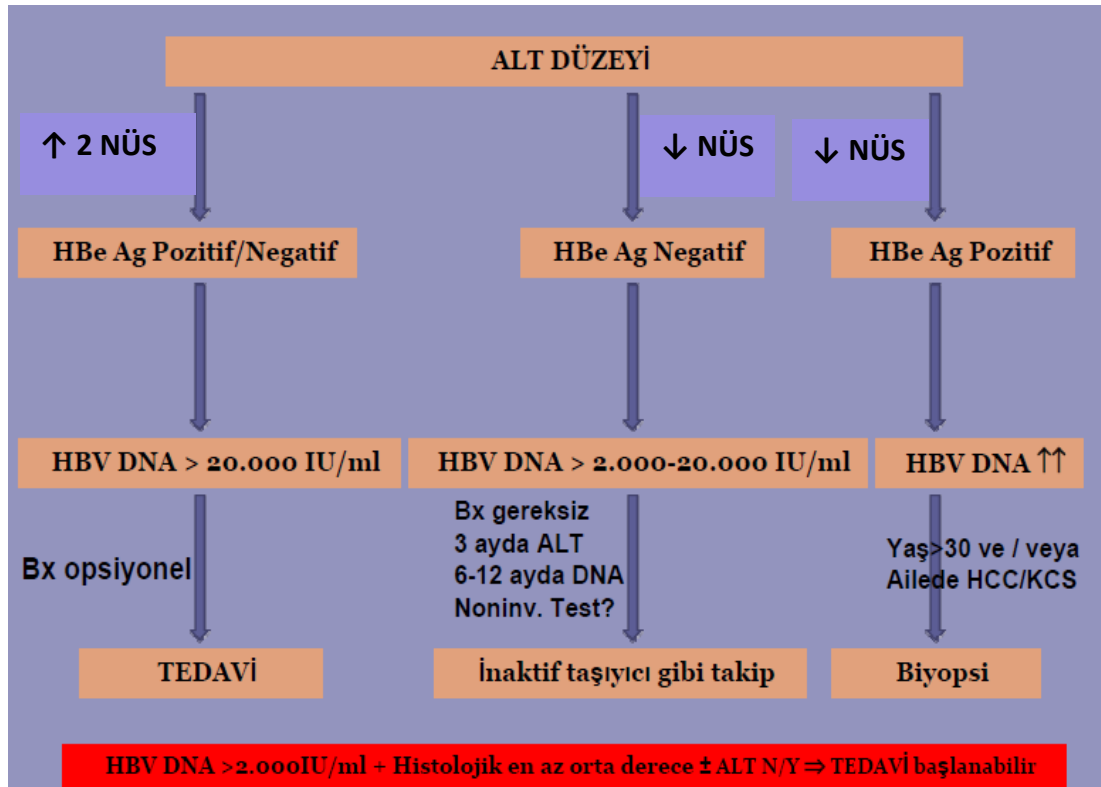 ALT DÜZEYİ
↑ 2 NÜS
↓ NÜS
↓ NÜS
HBe Ag Pozitif/Negatif
HBe Ag Negatif
HBe Ag Pozitif
HBV DNA > 20.000 IU/ml
HBV DNA > 2.000-20.000 IU/ml
HBV DNA ↑↑
Bx opsiyonel
Bx gereksiz
3 ayda ALT
6-12 ayda DNA
Noninv. Test?
Yaş>30 ve / veya
Ailede HCC/KCS
TEDAVİ
İnaktif taşıyıcı gibi takip
Biyopsi
HBV DNA >2.000IU/ml + Histolojik en az orta derece ± ALT N/Y ⇒ TEDAVİ başlanabilir